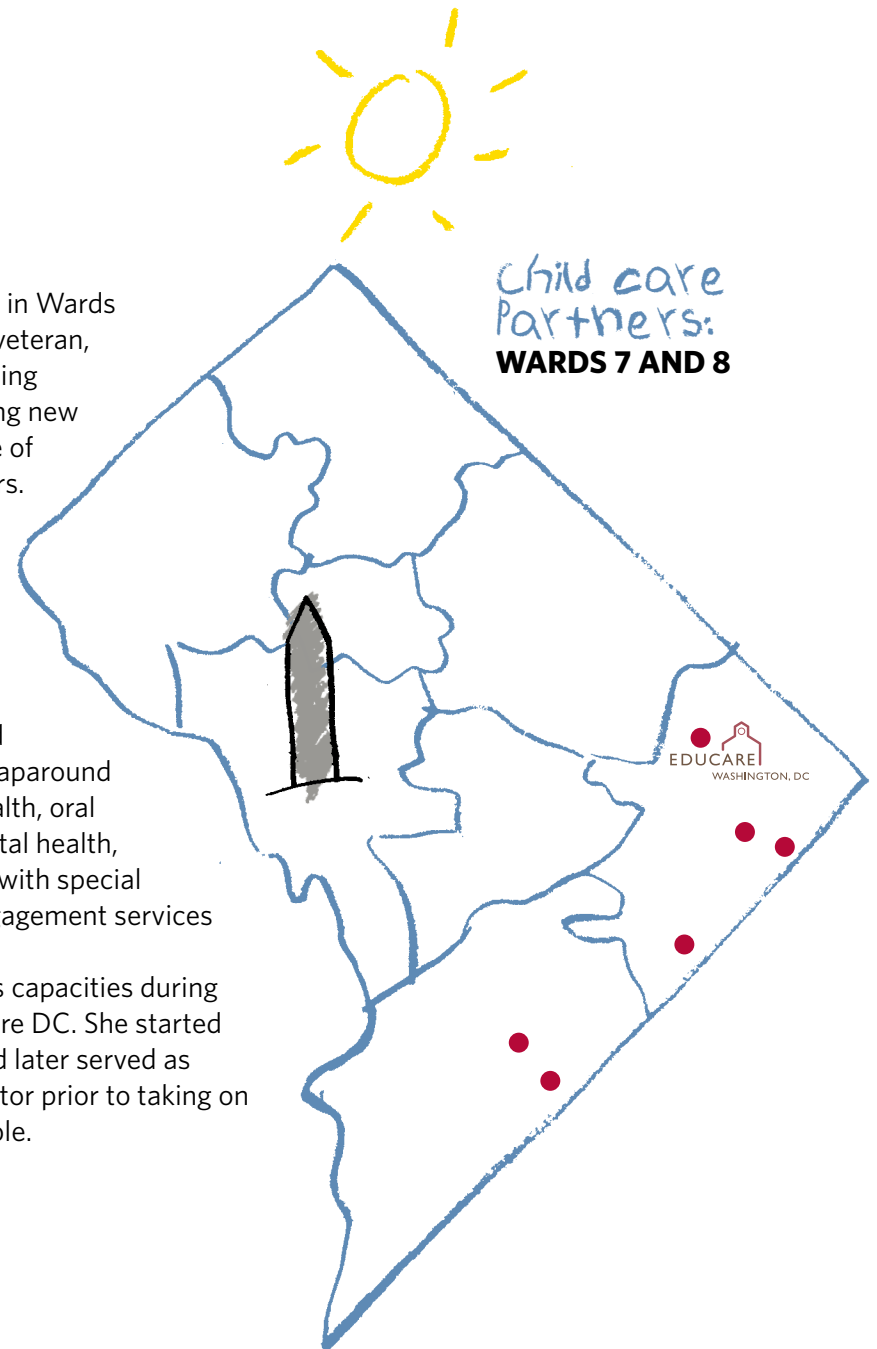 Child care
Partners:
WARDS 7 AND 8
in Wards
veteran,
ing
ng new
e of
rs.
EDUCARE
WASHINGTON, DC
d
aparound
alth, oral
tal health,
with special
gagement services
s capacities during
re DC. She started
d later served as
tor prior to taking on
ole.